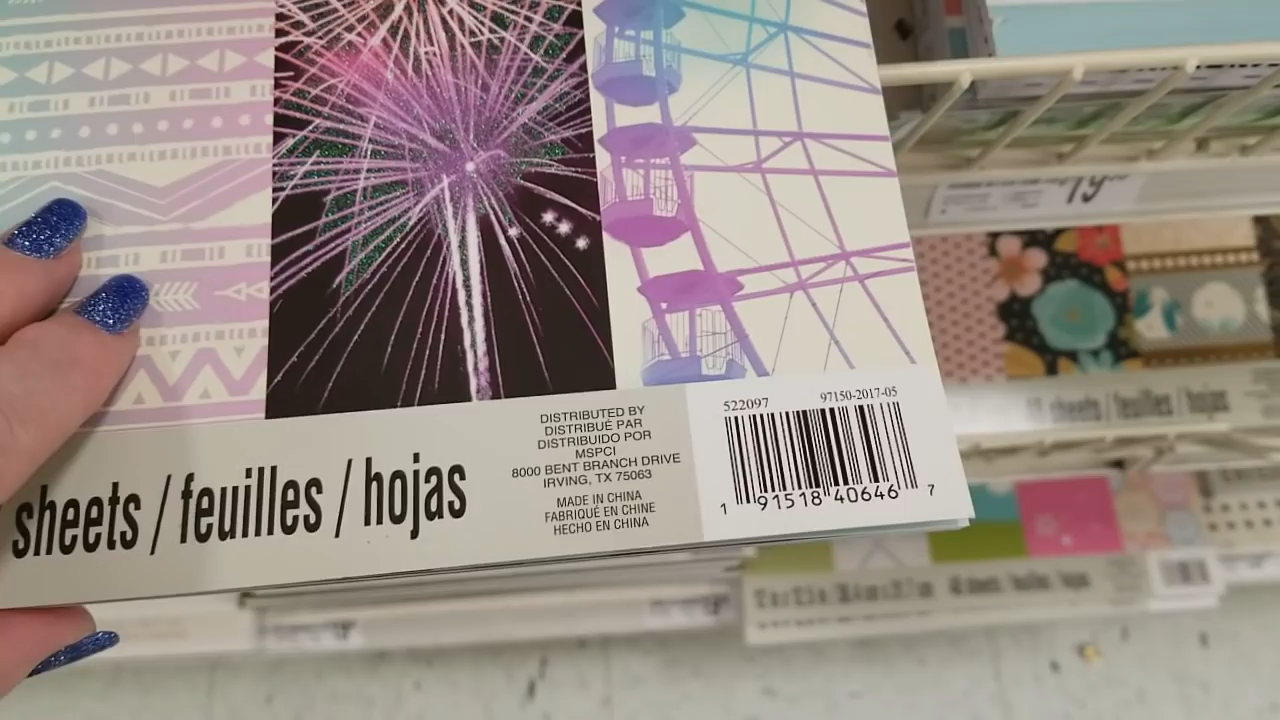 522097
97150-2017-05
1 91518 40646 7
DISTRIBUTED BY
DISTRIBUÉ PAR
DISTRIBUIDO POR
MSPCI
8000 BENT BRANCH DRIVE
IRVING, TX 75063
MADE IN CHINA
FABRIQUÉ EN CHINE
HECHO EN CHINA
sheets / feuilles / hojas
sheets / feuilles / hojas